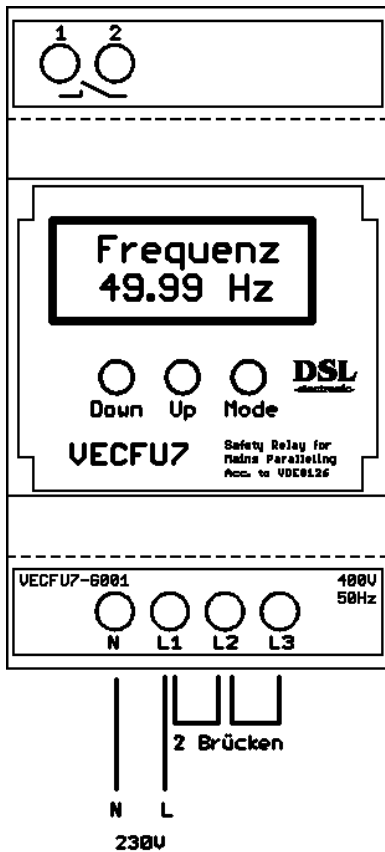 1 2
Frequenz
49.99 Hz
DSL
electronic
Down Up Mode
VECFU7
Safety Relay for
Mains Paralleling
Acc. to VDE0126
VECFU7-6001
400V
50Hz
N L1 L2 L3
2 Brücken
N L
230V